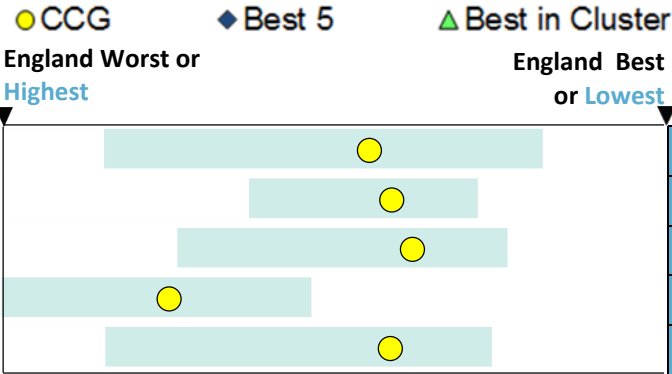 CCG Best 5 Best in Cluster
England Worst or
Highest
England Best
or Lowest